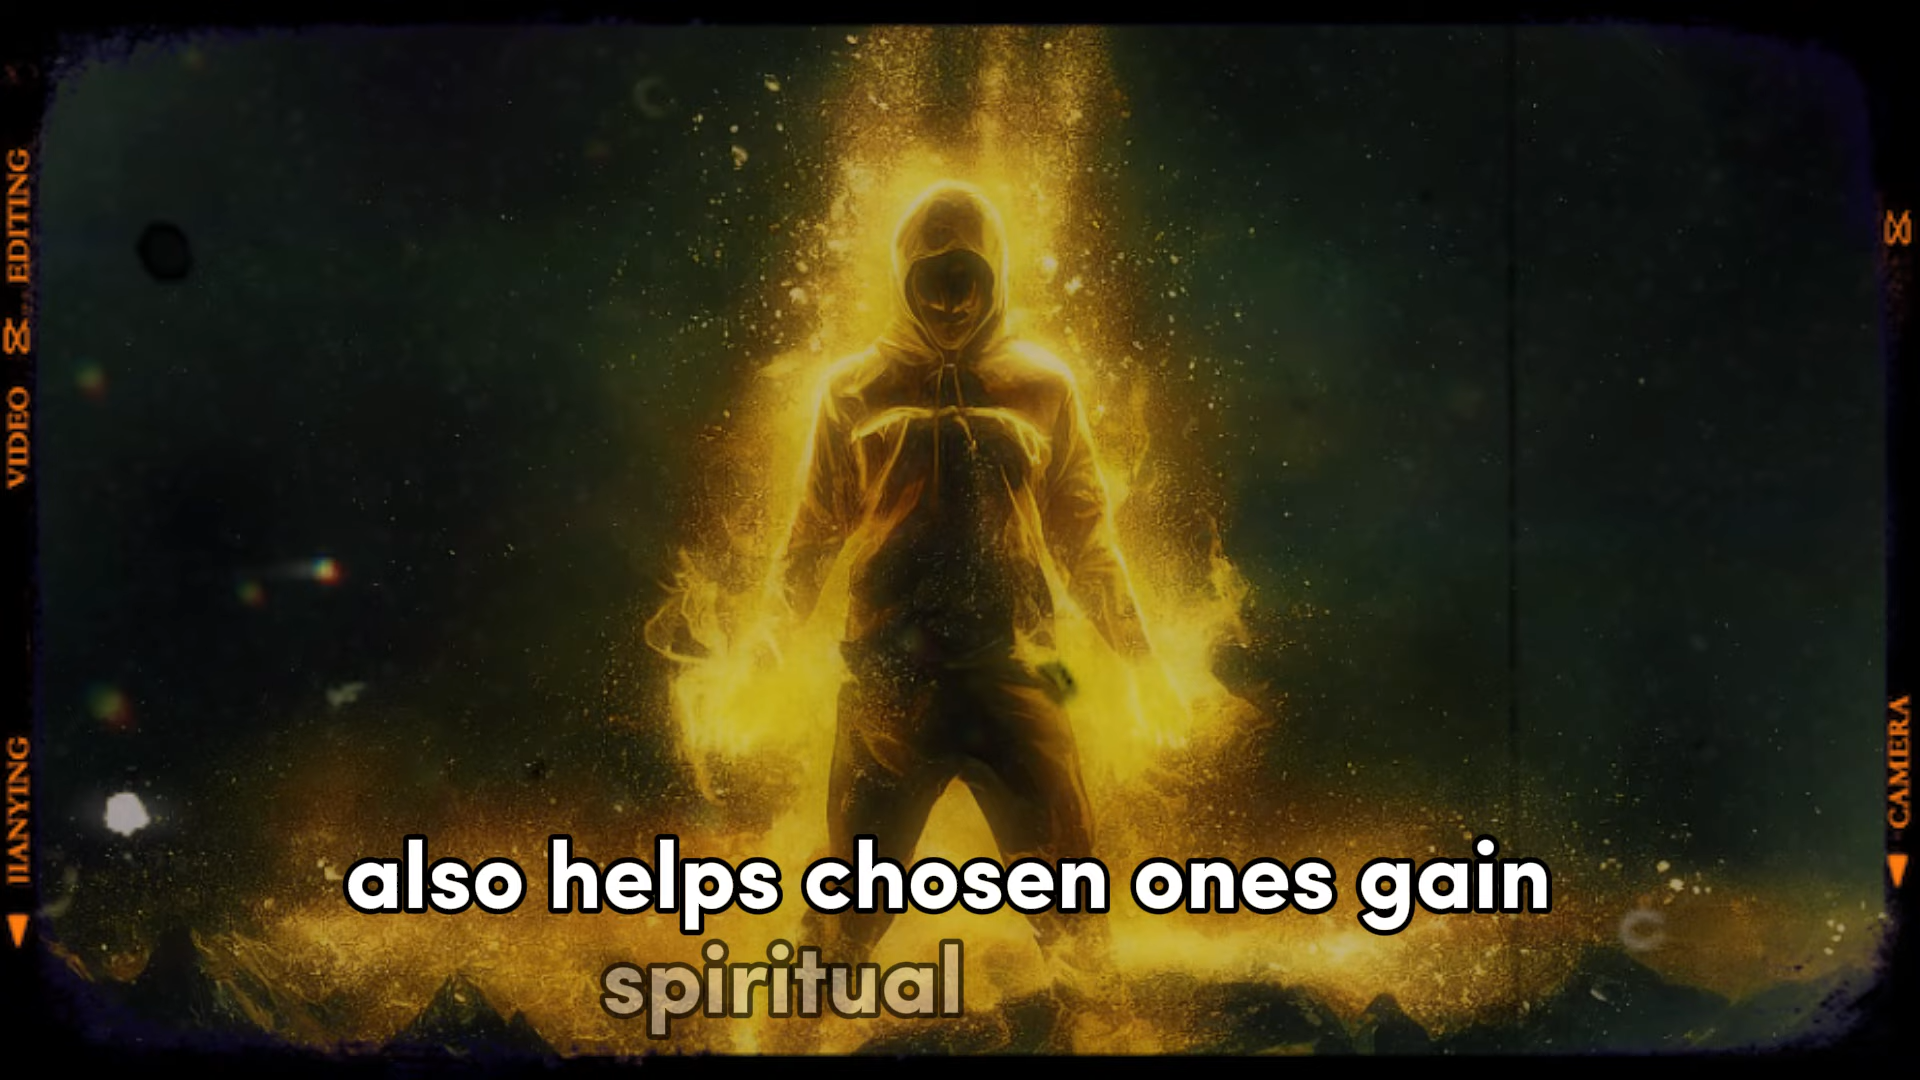 also helps chosen ones gain
spiritual
VIDEO EDITING
JIANYING
CAMERA